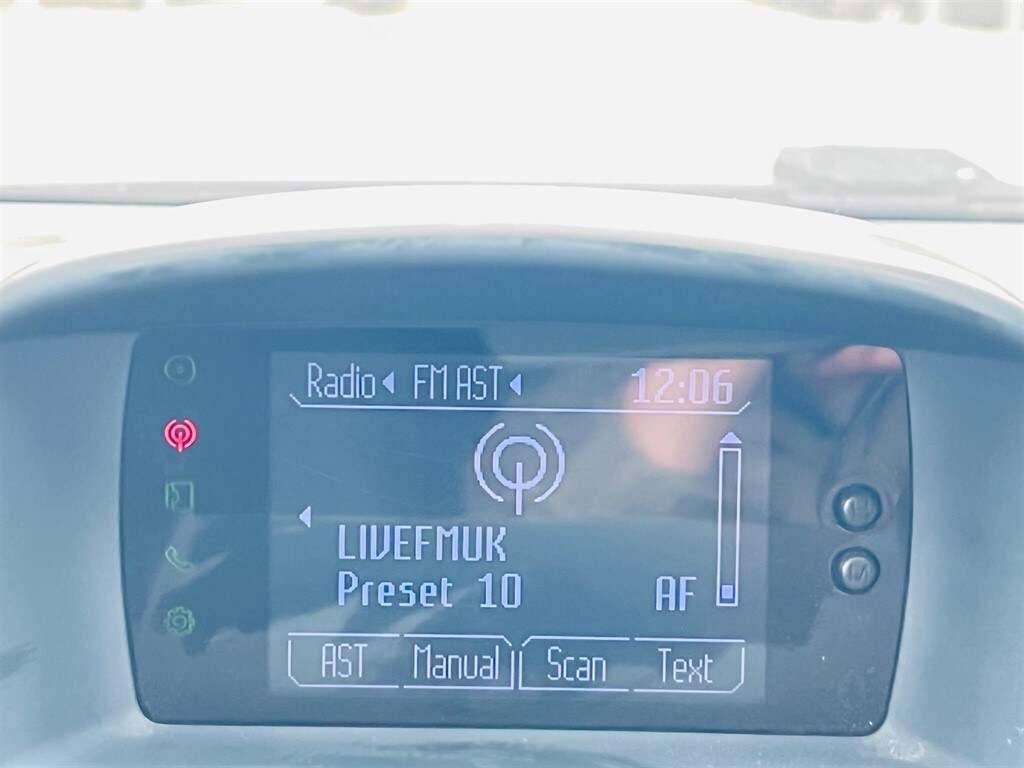 Radio FM AST 12:06
LIVEFMUK
Preset 10 AF
AST Manual Scan Text